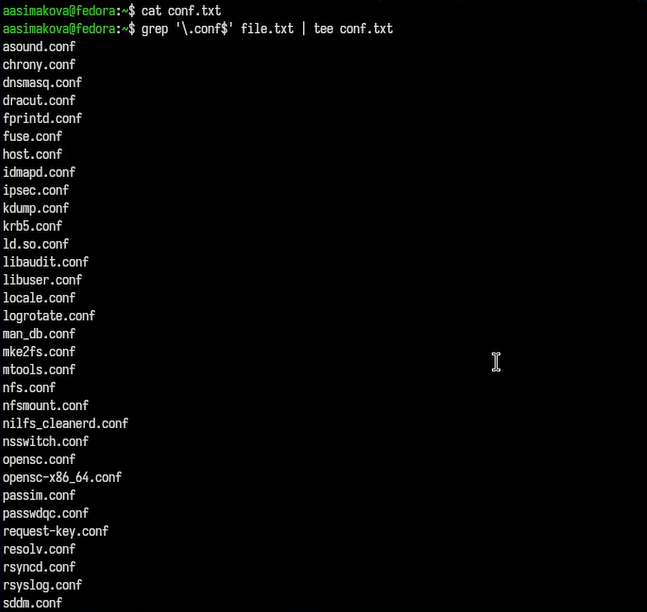 aasimakova@fedora:~$ cat conf.txt
aasimakova@fedora:~$ grep '\.conf$' file.txt | tee conf.txt
asound.conf
chrony.conf
dnsmasq.conf
dracut.conf
fprintd.conf
fuse.conf
host.conf
idmapd.conf
ipsec.conf
kdump.conf
krb5.conf
ld.so.conf
libaudit.conf
libuser.conf
locale.conf
logrotate.conf
man_db.conf
mke2fs.conf
mtools.conf
nfs.conf
nfsmount.conf
nilfs_cleanerd.conf
nsswitch.conf
opensc.conf
opensc-x86_64.conf
passim.conf
passwdqc.conf
request-key.conf
resolv.conf
rsyncd.conf
rsyslog.conf
sddm.conf